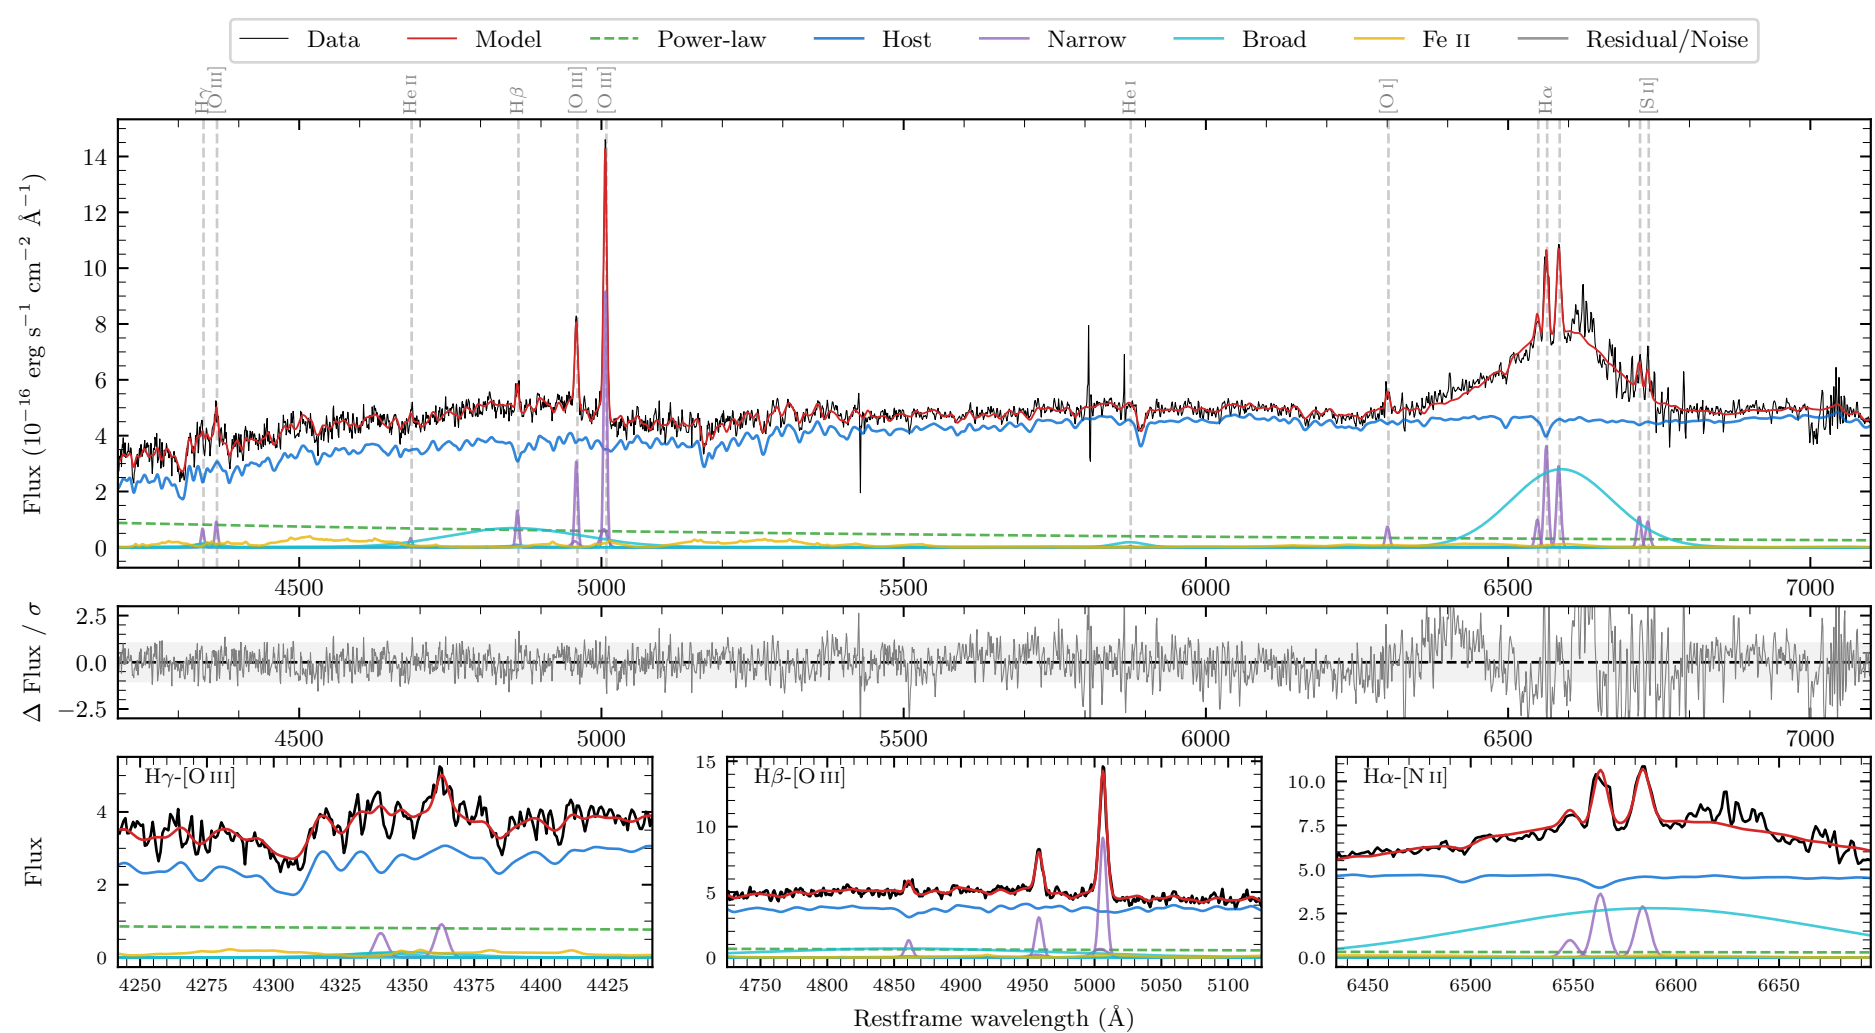 Data Model Power-law Host Narrow Broad Fe II Residual/Noise
Hγ [O III] He II Hβ [O III] [O III] He I [O I] Hα [S II]
Flux (10⁻¹⁶ erg s⁻¹ cm⁻² Å⁻¹)
14
12
10
8
6
4
2
0
4500 5000 5500 6000 6500 7000
Δ Flux / σ
2.5
0.0
−2.5
4500 5000 5500 6000 6500 7000
Flux
Hγ-[O III]
4
2
0
4250 4275 4300 4325 4350 4375 4400 4425
Hβ-[O III]
15
10
5
0
4750 4800 4850 4900 4950 5000 5050 5100
Hα-[N II]
10.0
7.5
5.0
2.5
0.0
6450 6500 6550 6600 6650
Restframe wavelength (Å)